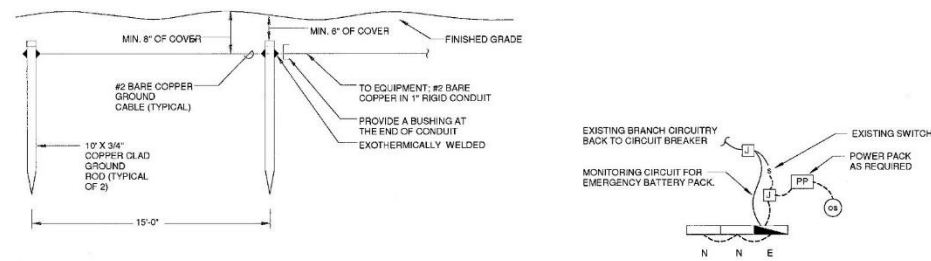 MIN. 8" OF COVER
MIN. 6" OF COVER
FINISHED GRADE
#2 BARE COPPER
GROUND
CABLE (TYPICAL)
TO EQUIPMENT; #2 BARE
COPPER IN 1" RIGID CONDUIT
PROVIDE A BUSHING AT
THE END OF CONDUIT
EXOTHERMICALLY WELDED
10' X 3/4"
COPPER CLAD
GROUND
ROD (TYPICAL
OF 2)
15'-0"
EXISTING BRANCH CIRCUITRY
BACK TO CIRCUIT BREAKER
EXISTING SWITCH
POWER PACK
AS REQUIRED
MONITORING CIRCUIT FOR
EMERGENCY BATTERY PACK.
J
S
J
PP
OS
N N E